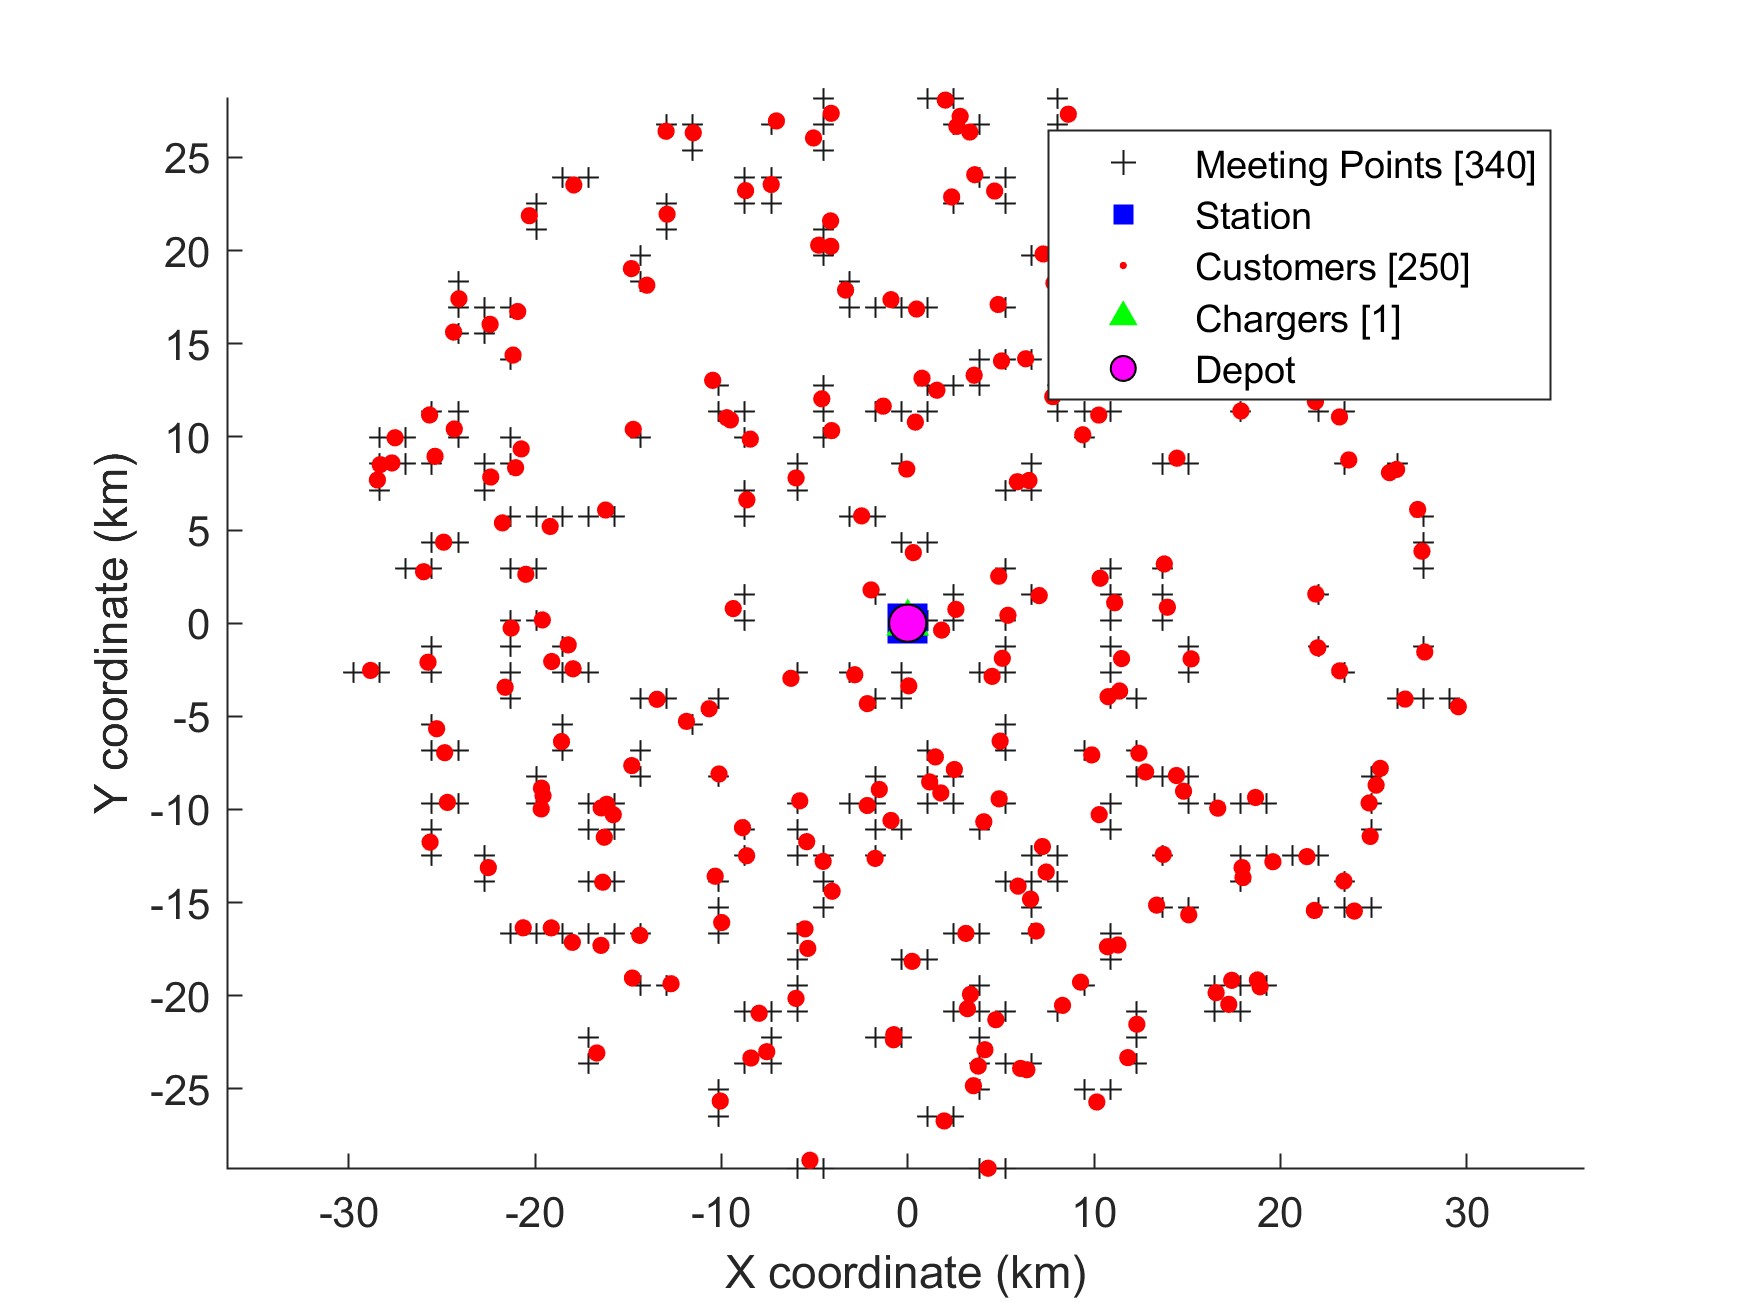 25
20
15
10
5
0
-5
-10
-15
-20
-25
Y coordinate (km)
Meeting Points [340]
Station
Customers [250]
Chargers [1]
Depot
-30 -20 -10 0 10 20 30
X coordinate (km)